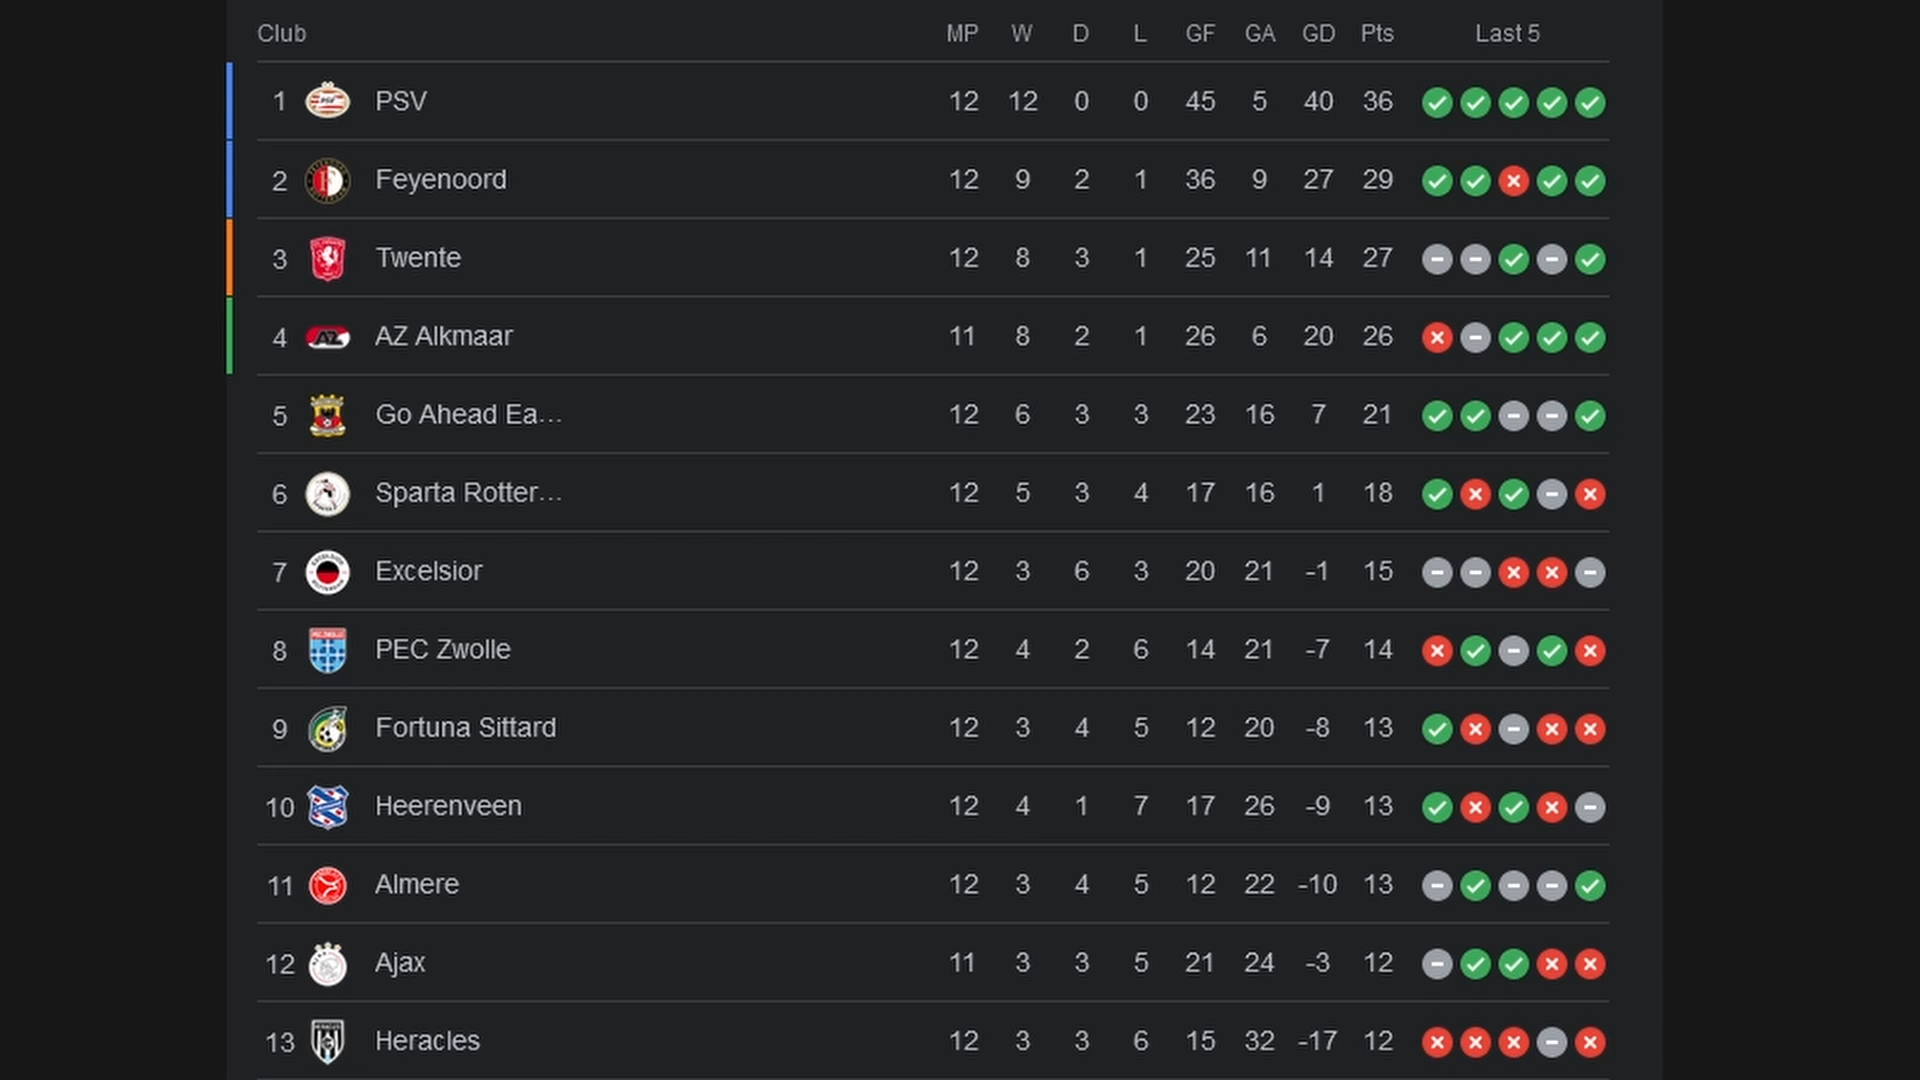 Club MP W D L GF GA GD Pts Last 5
1 PSV 12 12 0 0 45 5 40 36
2 Feyenoord 12 9 2 1 36 9 27 29
3 Twente 12 8 3 1 25 11 14 27
4 AZ Alkmaar 11 8 2 1 26 6 20 26
5 Go Ahead Ea... 12 6 3 3 23 16 7 21
6 Sparta Rotter... 12 5 3 4 17 16 1 18
7 Excelsior 12 3 6 3 20 21 -1 15
8 PEC Zwolle 12 4 2 6 14 21 -7 14
9 Fortuna Sittard 12 3 4 5 12 20 -8 13
10 Heerenveen 12 4 1 7 17 26 -9 13
11 Almere 12 3 4 5 12 22 -10 13
12 Ajax 11 3 3 5 21 24 -3 12
13 Heracles 12 3 3 6 15 32 -17 12